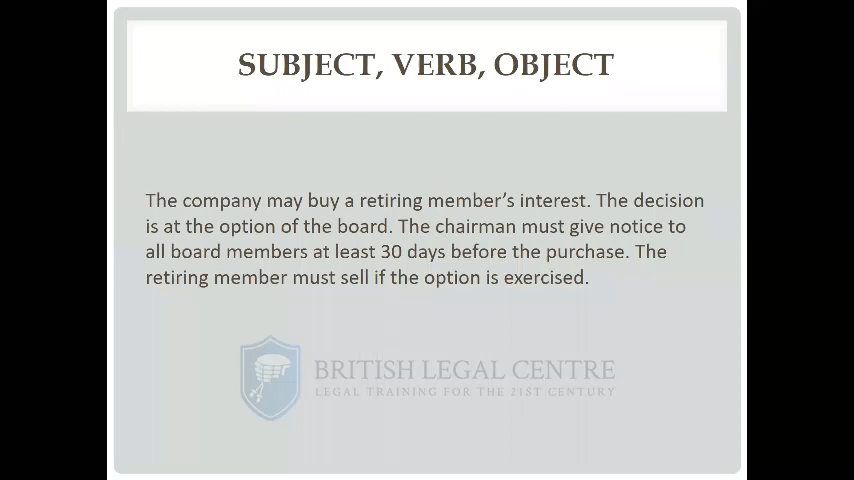 SUBJECT, VERB, OBJECT
The company may buy a retiring member’s interest. The decision
is at the option of the board. The chairman must give notice to
all board members at least 30 days before the purchase. The
retiring member must sell if the option is exercised.
BRITISH LEGAL CENTRE
LEGAL TRAINING FOR THE 21ST CENTURY